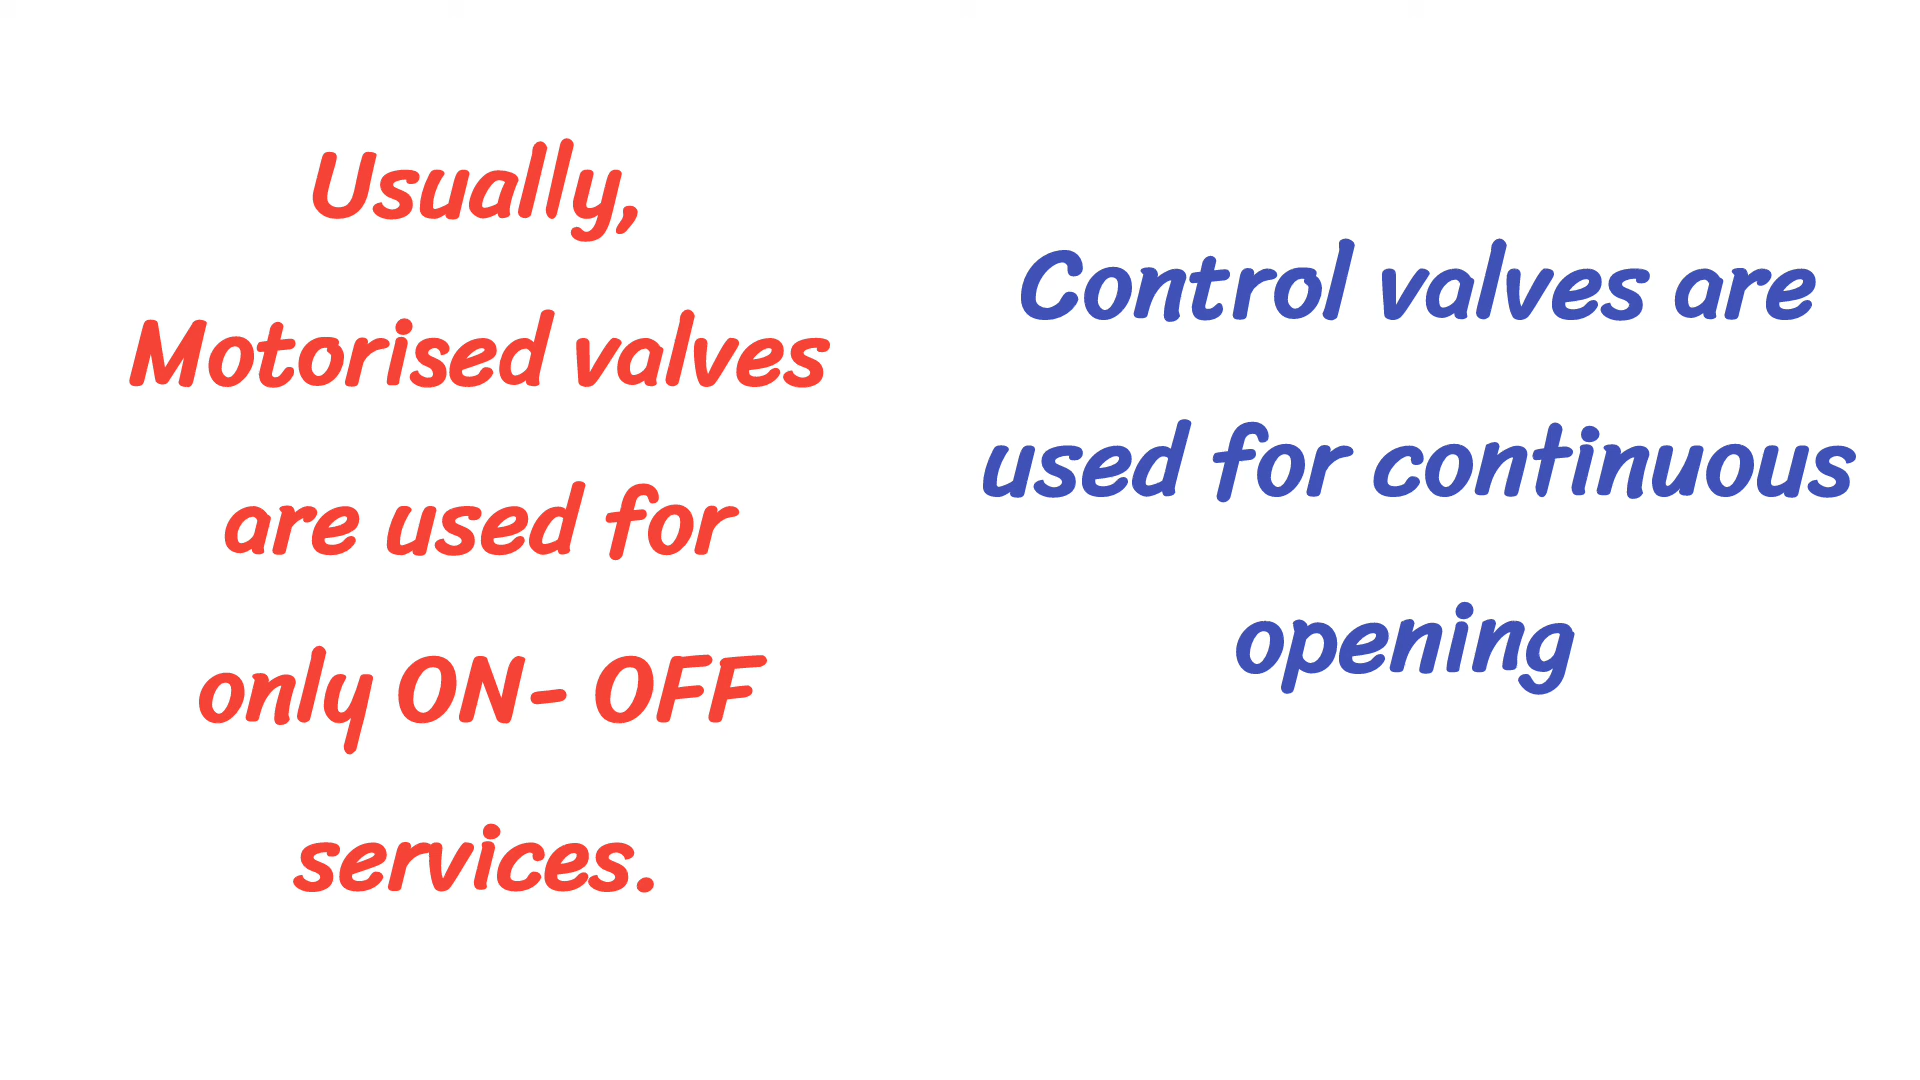 Usually,
Motorised valves
are used for
only ON- OFF
services.
Control valves are
used for continuous
opening